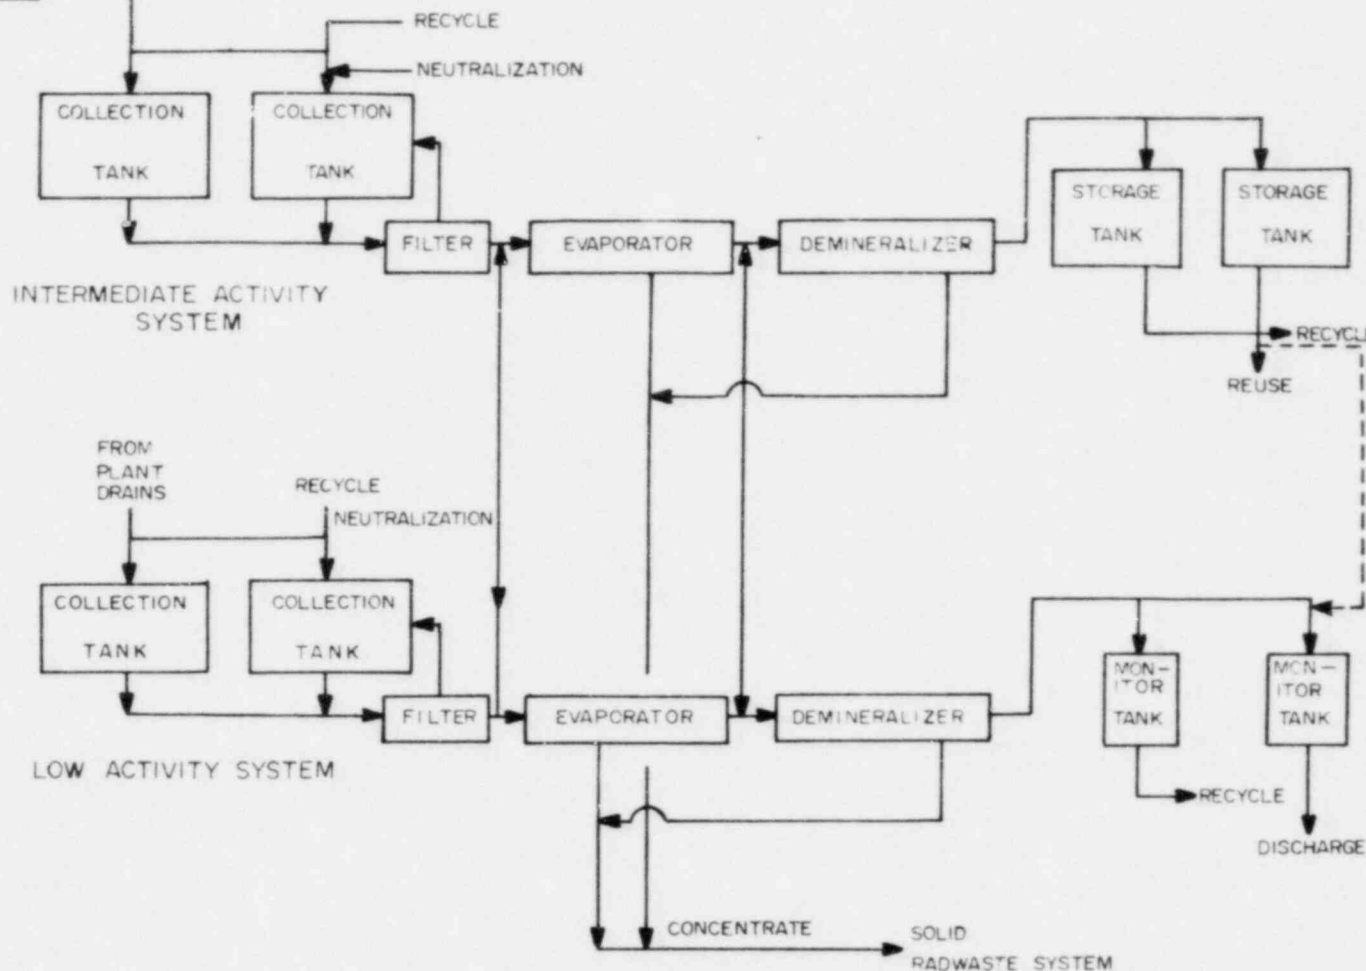 RECYCLE
NEUTRALIZATION
COLLECTION
TANK
COLLECTION
TANK
FILTER
EVAPORATOR
DEMINERALIZER
STORAGE
TANK
STORAGE
TANK
INTERMEDIATE ACTIVITY
SYSTEM
RECYCLE
REUSE
FROM
PLANT
DRAINS
RECYCLE
NEUTRALIZATION
COLLECTION
TANK
COLLECTION
TANK
FILTER
EVAPORATOR
DEMINERALIZER
MON-
ITOR
TANK
MON-
ITOR
TANK
LOW ACTIVITY SYSTEM
RECYCLE
DISCHARGE
CONCENTRATE
SOLID
RADWASTE SYSTEM